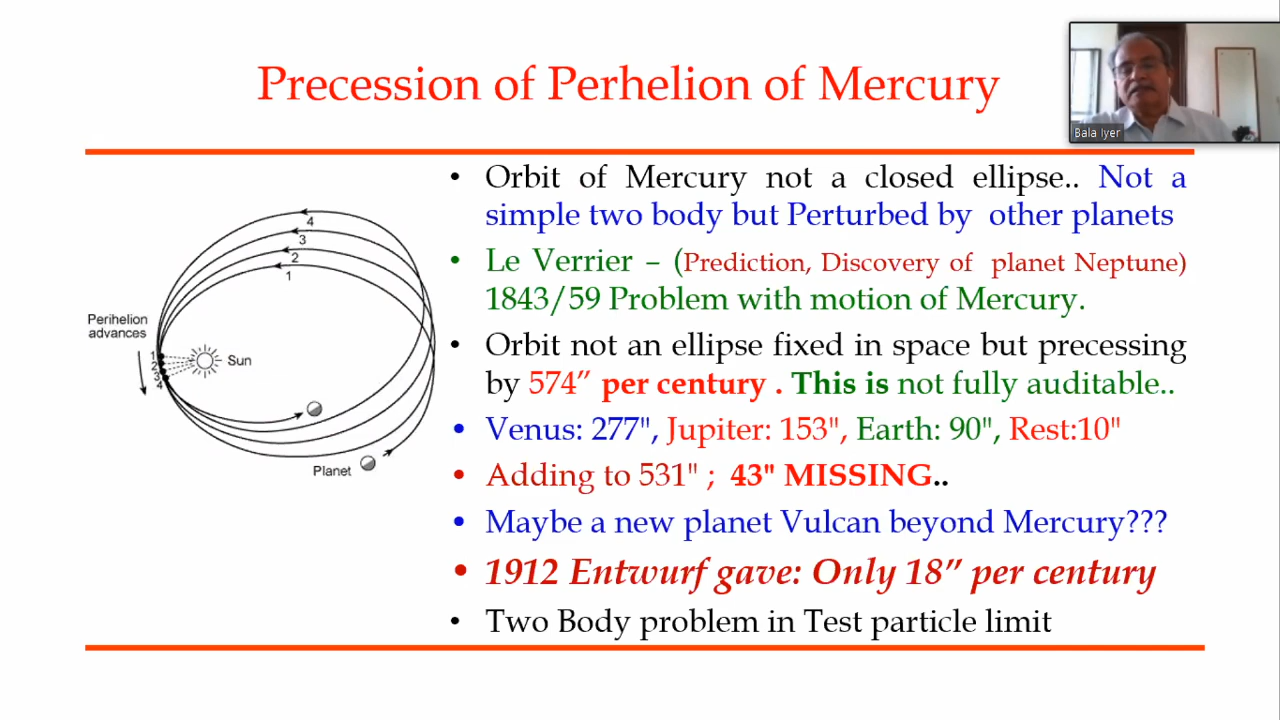 Precession of Perhelion of Mercury
Bala Iyer
• Orbit of Mercury not a closed ellipse.. Not a
simple two body but Perturbed by other planets
• Le Verrier – (Prediction, Discovery of planet Neptune)
1843/59 Problem with motion of Mercury.
• Orbit not an ellipse fixed in space but precessing
by 574” per century . This is not fully auditable..
• Venus: 277", Jupiter: 153", Earth: 90", Rest:10"
• Adding to 531" ; 43" MISSING..
• Maybe a new planet Vulcan beyond Mercury???
• 1912 Entwurf gave: Only 18” per century
• Two Body problem in Test particle limit
4
3
2
1
Perihelion
advances
1
2
3
4
Sun
Planet